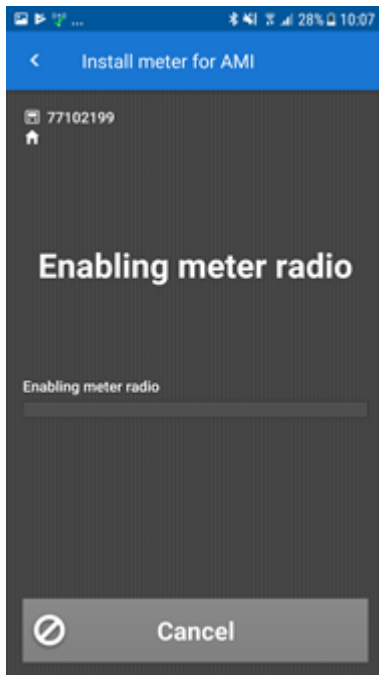 ... 28% 10:07
Install meter for AMI
77102199
Enabling meter radio
Enabling meter radio
Cancel